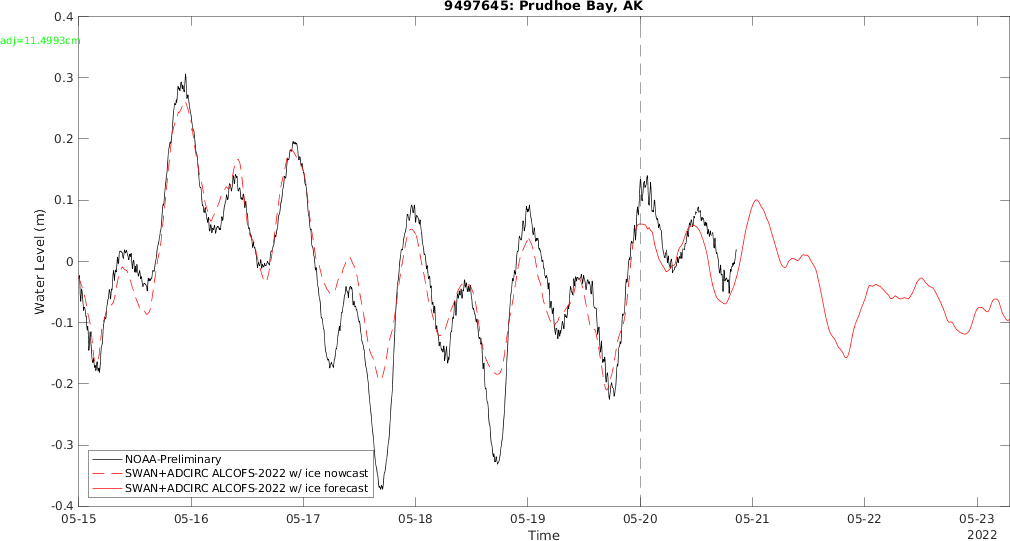 9497645: Prudhoe Bay, AK
adj=11.4993cm
0.4
0.3
0.2
0.1
0
-0.1
-0.2
-0.3
-0.4
Water Level (m)
NOAA-Preliminary
SWAN+ADCIRC ALCOFS-2022 w/ ice nowcast
SWAN+ADCIRC ALCOFS-2022 w/ ice forecast
05-15 05-16 05-17 05-18 05-19 05-20 05-21 05-22 05-23
Time
2022